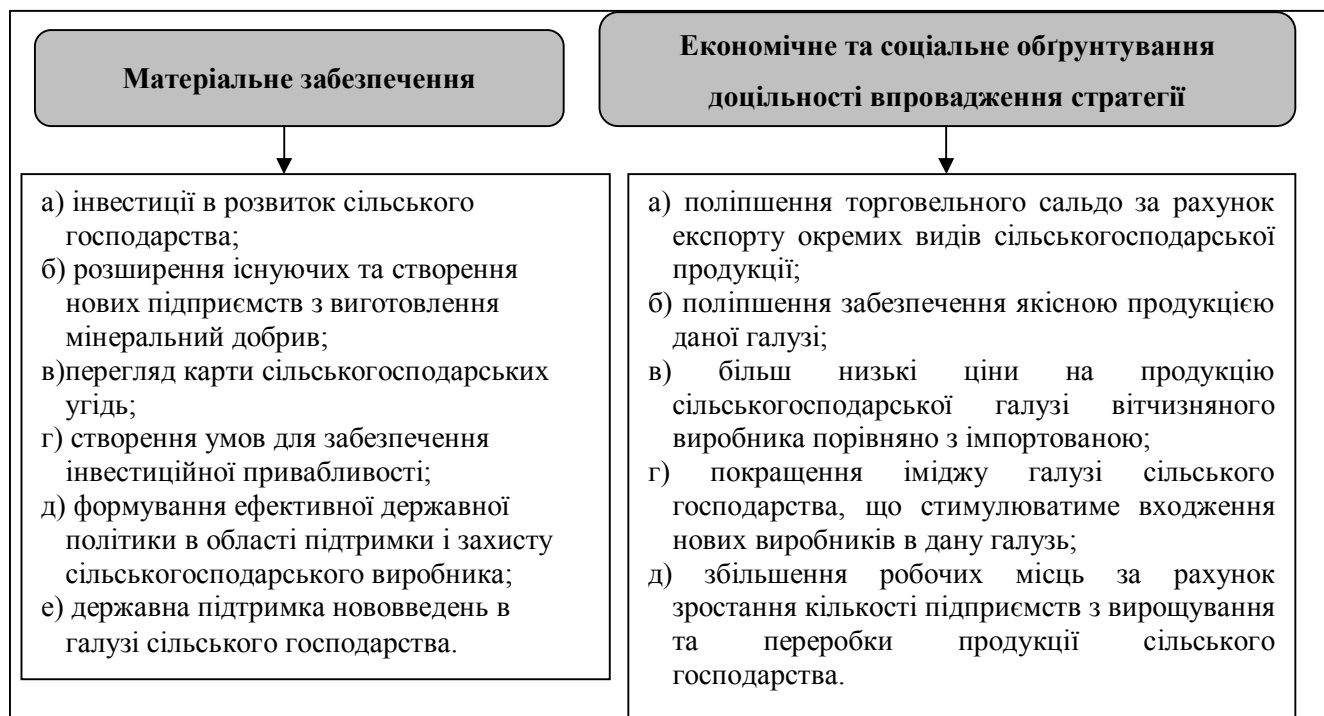 Матеріальне забезпечення
а) інвестиції в розвиток сільського
господарства;
б) розширення існуючих та створення
нових підприємств з виготовлення
мінеральний добрив;
в)перегляд карти сільськогосподарських
угідь;
г) створення умов для забезпечення
інвестиційної привабливості;
д) формування ефективної державної
політики в області підтримки і захисту
сільськогосподарського виробника;
е) державна підтримка нововведень в
галузі сільського господарства.
Економічне та соціальне обґрунтування
доцільності впровадження стратегії
а) поліпшення торговельного сальдо за рахунок
експорту окремих видів сільськогосподарської
продукції;
б) поліпшення забезпечення якісною продукцією
даної галузі;
в) більш низькі ціни на продукцію
сільськогосподарської галузі вітчизняного
виробника порівняно з імпортованою;
г) покращення іміджу галузі сільського
господарства, що стимулюватиме входження
нових виробників в дану галузь;
д) збільшення робочих місць за рахунок
зростання кількості підприємств з вирощування
та переробки продукції сільського
господарства.